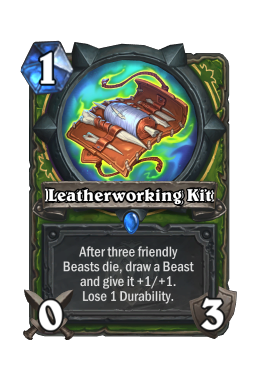 1
Leatherworking Kit
After three friendly
Beasts die, draw a Beast
and give it +1/+1.
Lose 1 Durability.
0
3